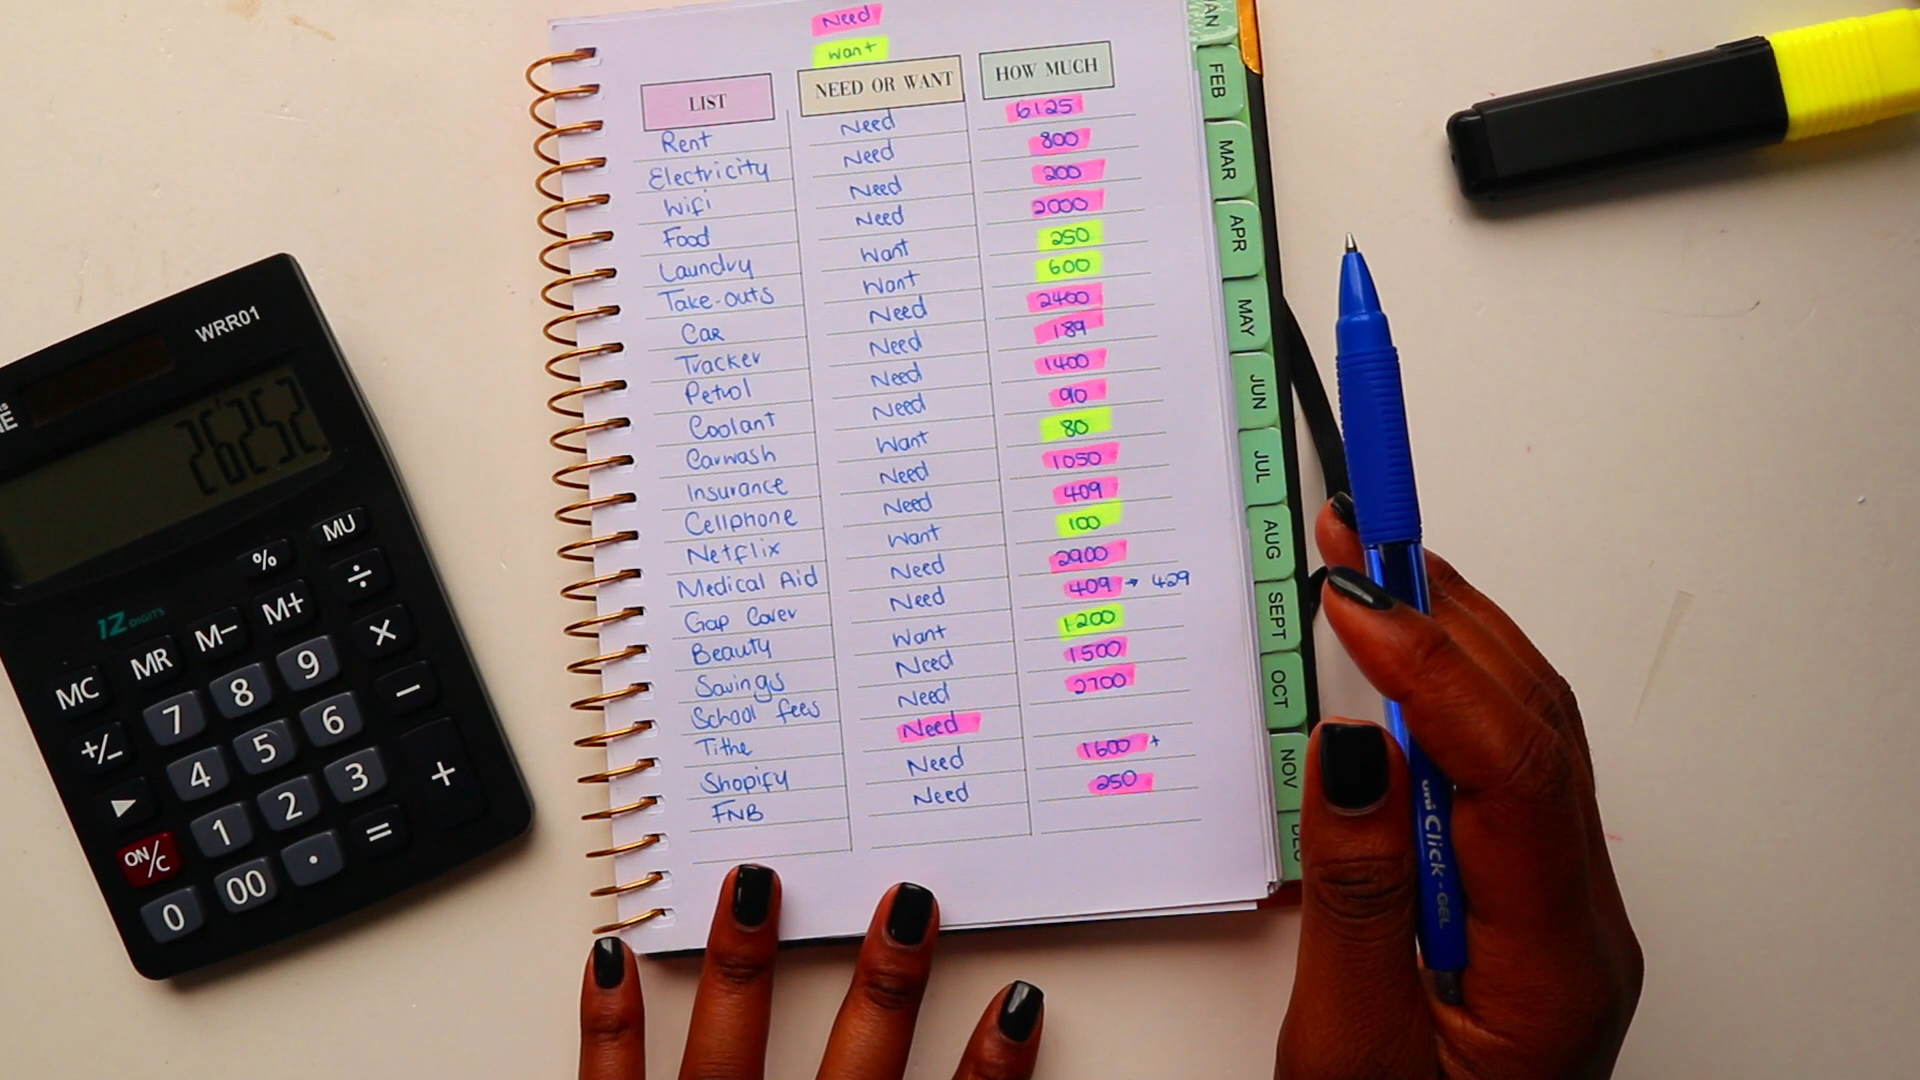 Need
want
LIST NEED OR WANT HOW MUCH
Rent Need 6125
Electricity Need 800
Wifi Need 200
Food Need 2000
Laundry Want 250
Take-outs Want 600
Car Need 2400
Tracker Need 189
Petrol Need 1400
Coolant Need 90
Carwash Want 80
Insurance Need 1050
Cellphone Need 409
Netflix Want 100
Medical Aid Need 2900
Gap Cover Need 409 → 429
Beauty Want 1200
Savings Need 1500
School fees Need 2700
Tithe Need
Shopify Need 1600 +
FNB Need 250
FEB
MAR
APR
MAY
JUN
JUL
AUG
SEPT
OCT
NOV
WRR01
26'252.
12 DIGITS
% MU
M- M+ ÷
MC MR ×
7 8 9 −
+/− 4 5 6
▶ 1 2 3 +
ON/C 0 00 . =
uni Click-GEL